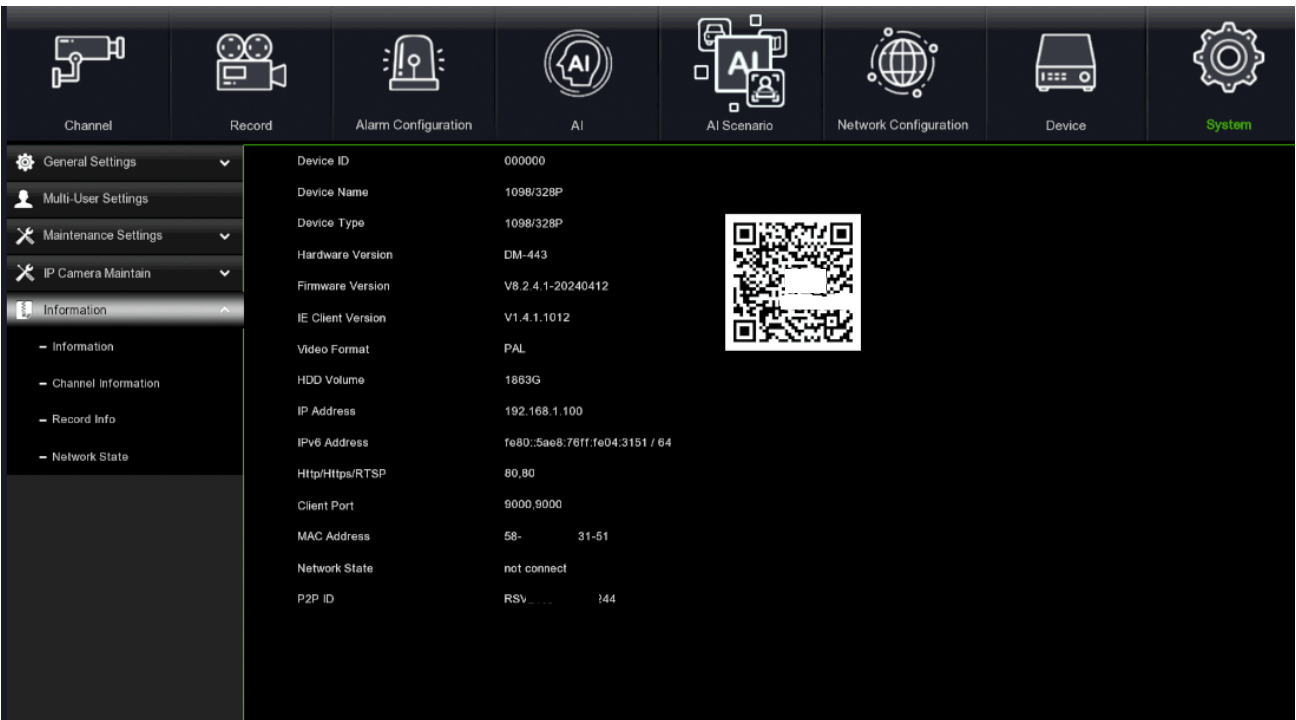 Channel
Record
Alarm Configuration
AI
AI
AI Scenario
Network Configuration
Device
System
General Settings
Multi-User Settings
Maintenance Settings
IP Camera Maintain
Information
– Information
– Channel Information
– Record Info
– Network State
Device ID 000000
Device Name 1098/328P
Device Type 1098/328P
Hardware Version DM-443
Firmware Version V8.2.4.1-20240412
IE Client Version V1.4.1.1012
Video Format PAL
HDD Volume 1863G
IP Address 192.168.1.100
IPv6 Address fe80::5ae8:76ff:fe04:3151 / 64
Http/Https/RTSP 80,80
Client Port 9000,9000
MAC Address 58- 31-51
Network State not connect
P2P ID RSV 244